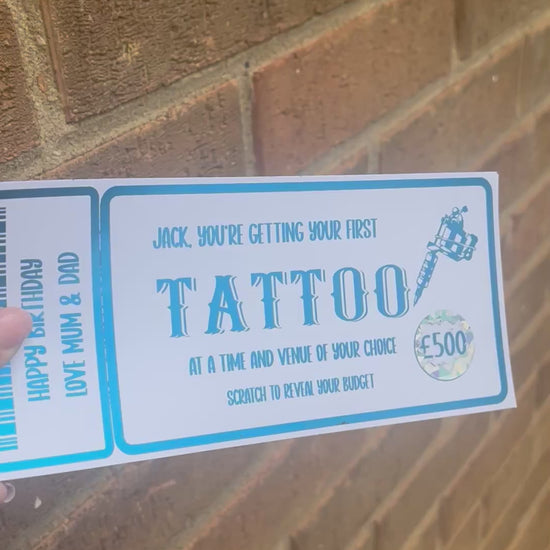 HAPPY BIRTHDAY
LOVE MUM & DAD
JACK, YOU'RE GETTING YOUR FIRST
TATTOO
AT A TIME AND VENUE OF YOUR CHOICE
£500
SCRATCH TO REVEAL YOUR BUDGET